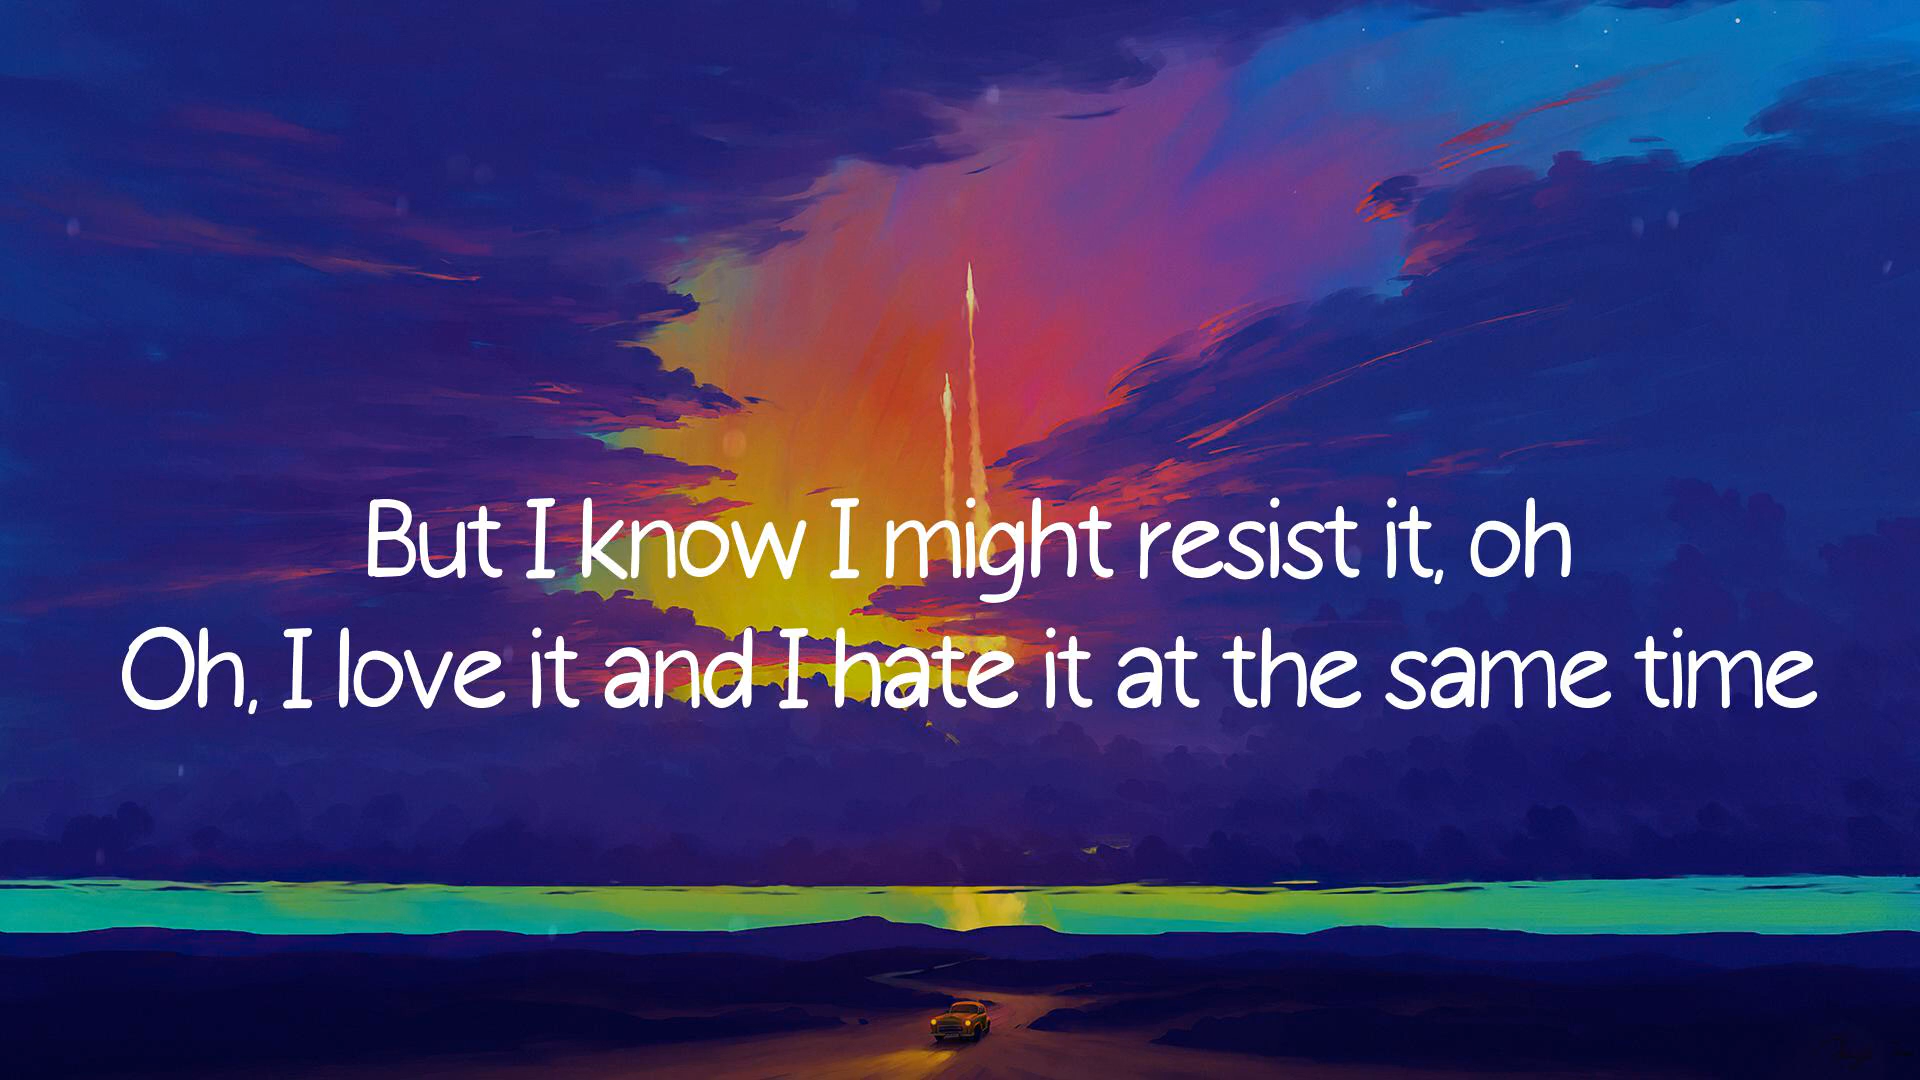 But I know I might resist it, oh
Oh, I love it and I hate it at the same time